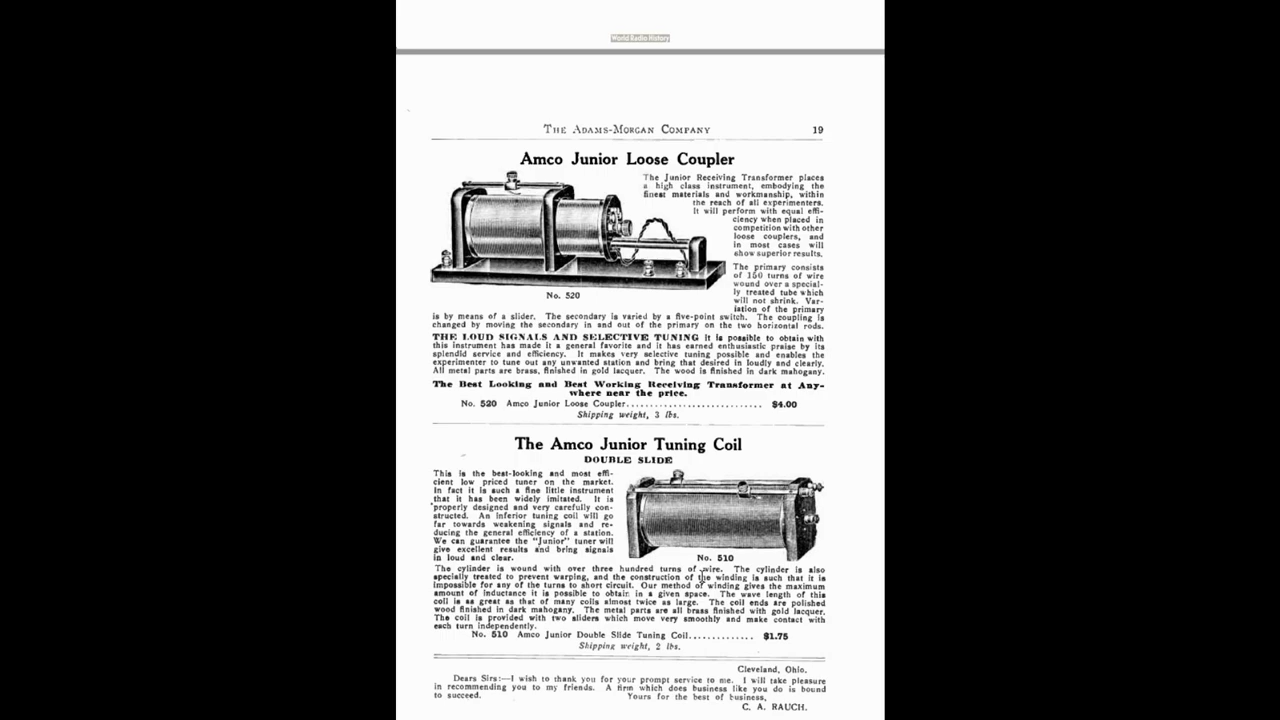 World Radio History
THE ADAMS-MORGAN COMPANY 19
Amco Junior Loose Coupler
The Junior Receiving Transformer places
a high class instrument, embodying the
finest materials and workmanship, within
the reach of all experimenters.
It will perform with equal effi-
ciency when placed in
competition with other
loose couplers, and
in most cases will
show superior results.
The primary consists
of 150 turns of wire
wound over a special-
ly treated tube which
will not shrink. Var-
iation of the primary
No. 520
is by means of a slider. The secondary is varied by a five-point switch. The coupling is
changed by moving the secondary in and out of the primary on the two horizontal rods.
THE LOUD SIGNALS AND SELECTIVE TUNING it is possible to obtain with
this instrument has made it a general favorite and it has earned enthusiastic praise by its
splendid service and efficiency. It makes very selective tuning possible and enables the
experimenter to tune out any unwanted station and bring that desired in loudly and clearly.
All metal parts are brass, finished in gold lacquer. The wood is finished in dark mahogany.
The Best Looking and Best Working Receiving Transformer at Any-
where near the price.
No. 520 Amco Junior Loose Coupler............................ $4.00
Shipping weight, 3 lbs.
The Amco Junior Tuning Coil
DOUBLE SLIDE
This is the best-looking and most effi-
cient low priced tuner on the market.
In fact it is such a fine little instrument
that it has been widely imitated. It is
properly designed and very carefully con-
structed. An inferior tuning coil will go
far towards weakening signals and re-
ducing the general efficiency of a station.
We can guarantee the "Junior" tuner will
give excellent results and bring signals
in loud and clear.
No. 510
The cylinder is wound with over three hundred turns of wire. The cylinder is also
specially treated to prevent warping, and the construction of the winding is such that it is
impossible for any of the turns to short circuit. Our method of winding gives the maximum
amount of inductance it is possible to obtain in a given space. The wave length of this
coil is as great as that of many coils almost twice as large. The coil ends are polished
wood finished in dark mahogany. The metal parts are all brass finished with gold lacquer.
The coil is provided with two sliders which move very smoothly and make contact with
each turn independently.
No. 510 Amco Junior Double Slide Tuning Coil............. $1.75
Shipping weight, 2 lbs.
Cleveland, Ohio.
Dears Sirs:—I wish to thank you for your prompt service to me. I will take pleasure
in recommending you to my friends. A firm which does business like you do is bound
to succeed. Yours for the best of business,
C. A. RAUCH.